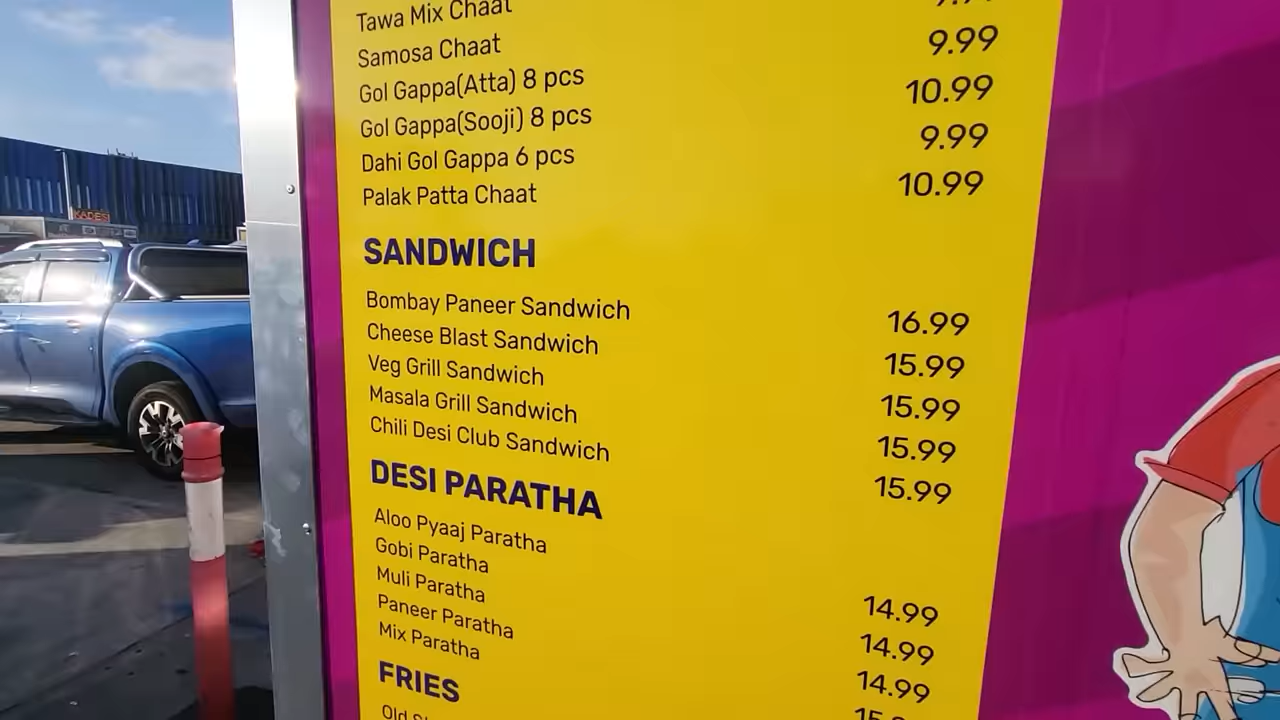 Tawa Mix Chaat
Samosa Chaat
Gol Gappa(Atta) 8 pcs 9.99
Gol Gappa(Sooji) 8 pcs 10.99
Dahi Gol Gappa 6 pcs 9.99
Palak Patta Chaat 10.99
SANDWICH
Bombay Paneer Sandwich 16.99
Cheese Blast Sandwich 15.99
Veg Grill Sandwich 15.99
Masala Grill Sandwich 15.99
Chili Desi Club Sandwich 15.99
DESI PARATHA
Aloo Pyaaj Paratha 14.99
Gobi Paratha 14.99
Muli Paratha 14.99
Paneer Paratha
Mix Paratha
FRIES
Old